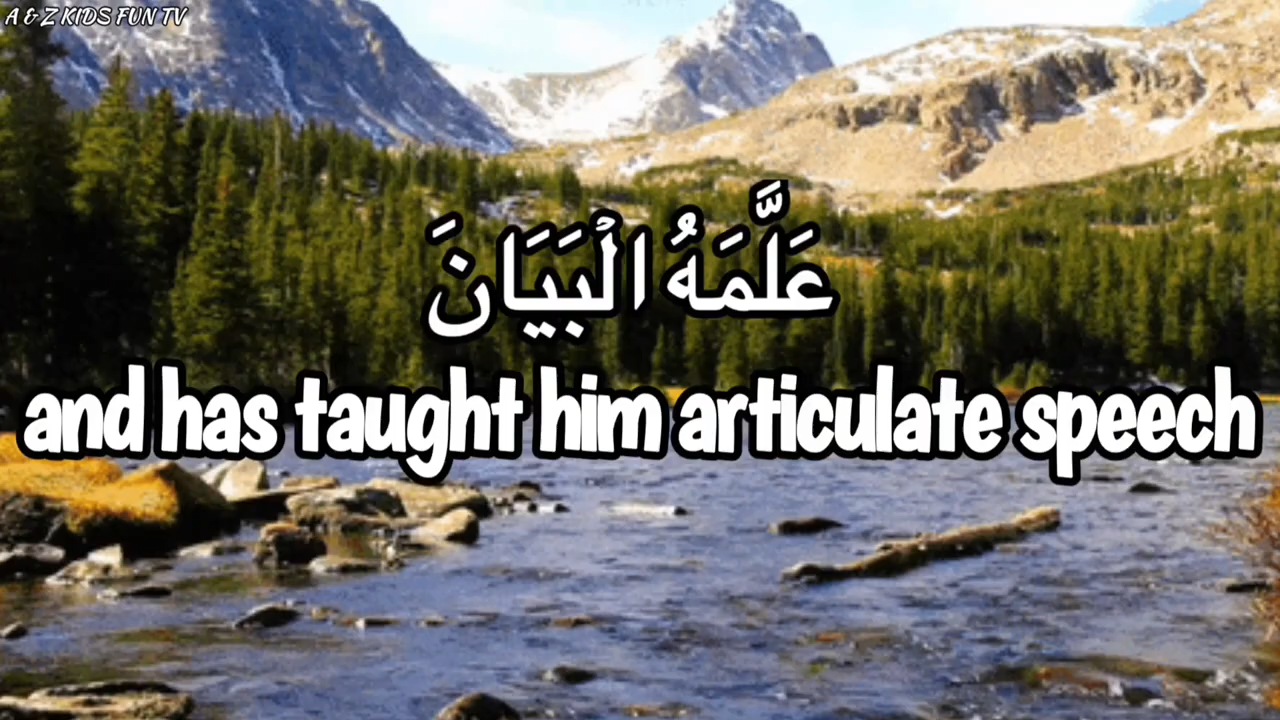 A & Z KIDS FUN TV
عَلَّمَهُ الۡبَيَانَ
and has taught him articulate speech